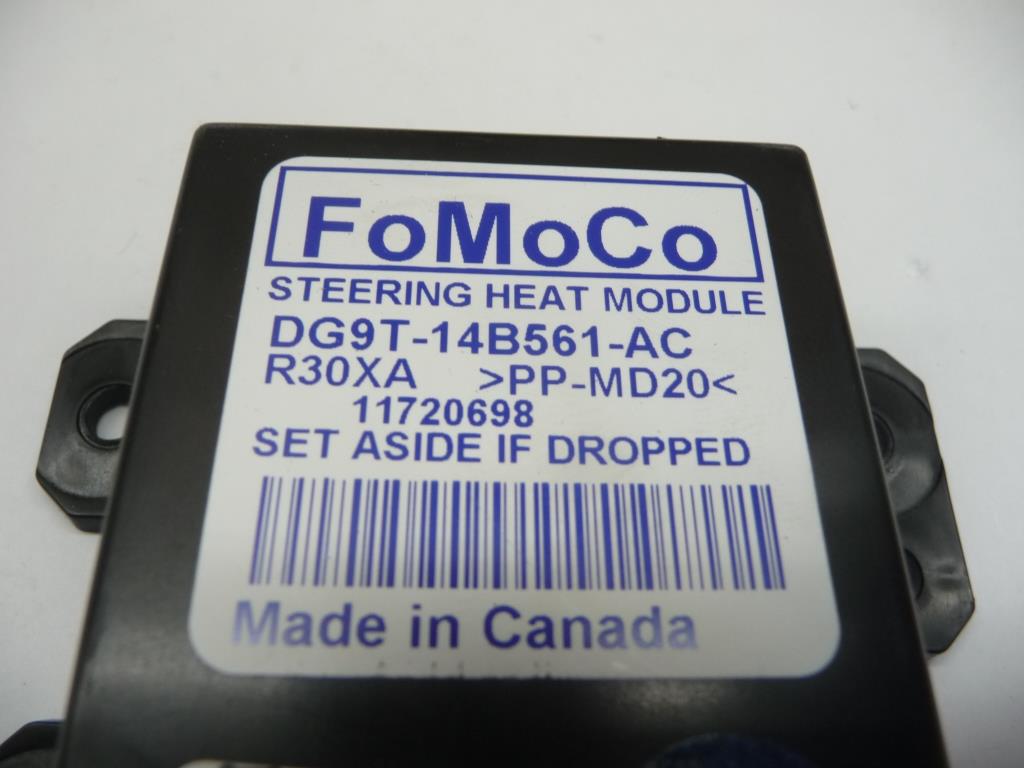 FoMoCo
STEERING HEAT MODULE
DG9T-14B561-AC
R30XA >PP-MD20<
11720698
SET ASIDE IF DROPPED
Made in Canada